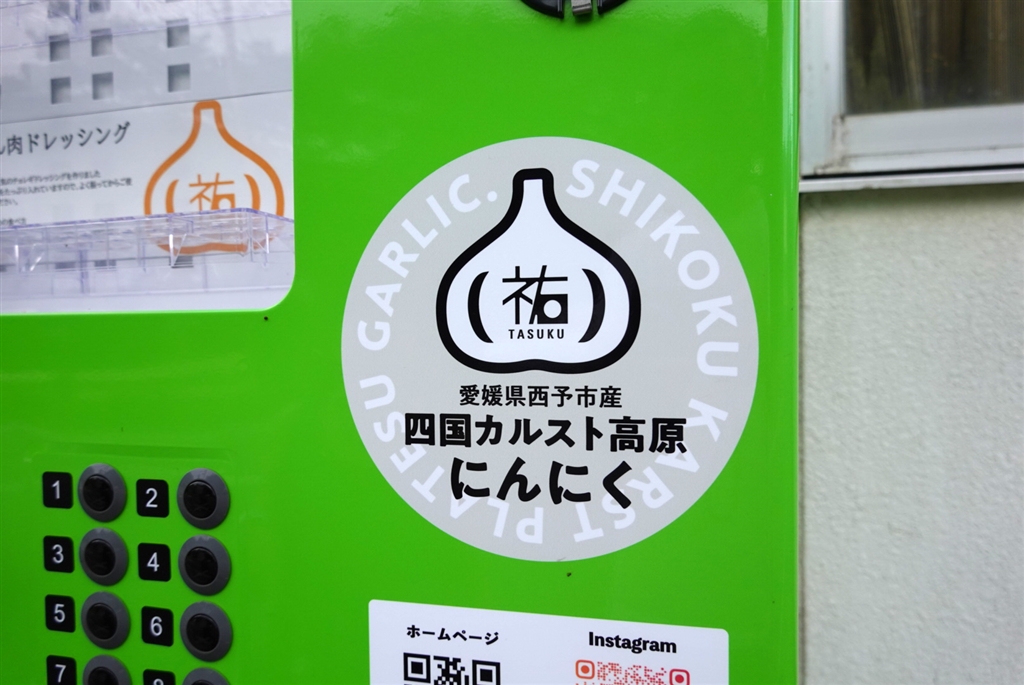 ん肉ドレッシング
祐
SHIKOKU KARST PLATESU GARLIC.
祐
TASUKU
愛媛県西予市産
四国カルスト高原
にんにく
1
2
3
4
5
6
7
ホームページ
Instagram